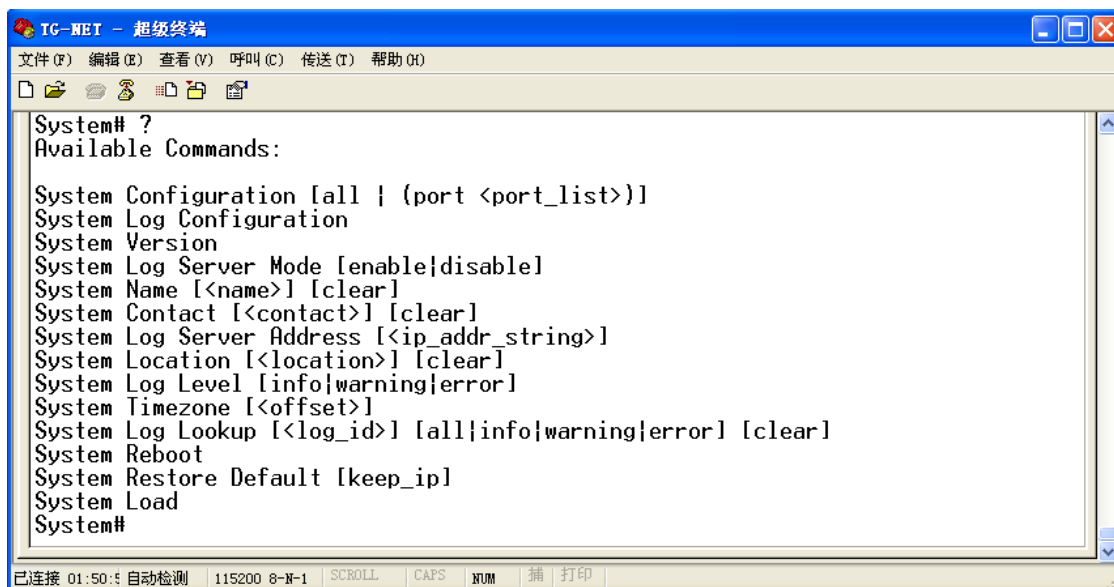 TG-NET - 超级终端
文件(F) 编辑(E) 查看(V) 呼叫(C) 传送(T) 帮助(H)
System# ?
Available Commands:
System Configuration [all | (port <port_list>)]
System Log Configuration
System Version
System Log Server Mode [enable|disable]
System Name [<name>] [clear]
System Contact [<contact>] [clear]
System Log Server Address [<ip_addr_string>]
System Location [<location>] [clear]
System Log Level [info|warning|error]
System Timezone [<offset>]
System Log Lookup [<log_id>] [all|info|warning|error] [clear]
System Reboot
System Restore Default [keep_ip]
System Load
System#
已连接 01:50:5 自动检测 115200 8-N-1 SCROLL CAPS NUM 捕 打印